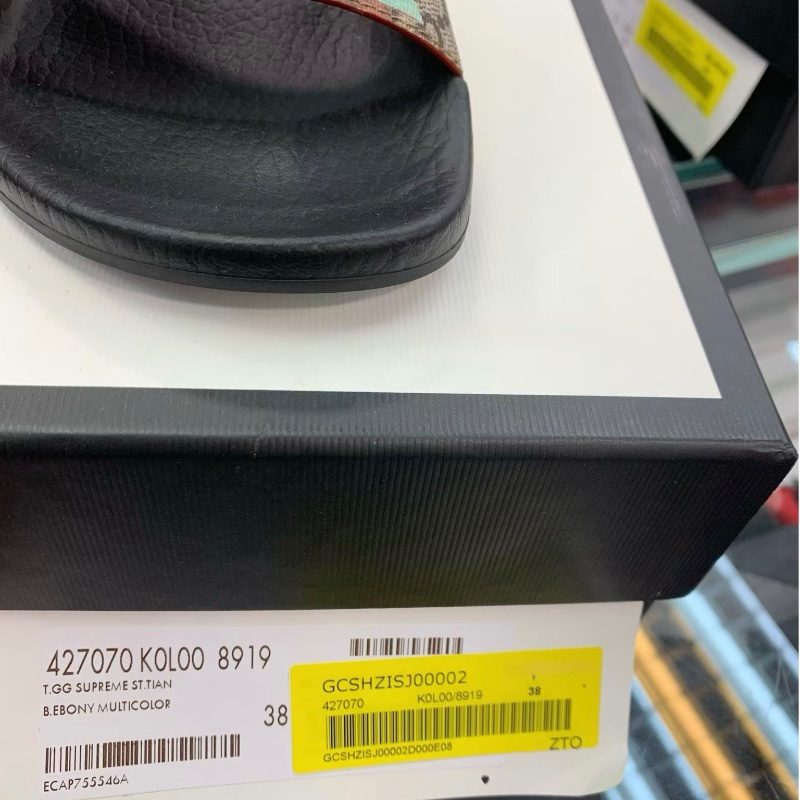 427070 K0L00 8919
T.GG SUPREME ST.TIAN
B.EBONY MULTICOLOR
38
ECAP755546A
GCSHZISJ00002
427070 K0L00/8919 38
GCSHZISJ00002D000E08
ZTO